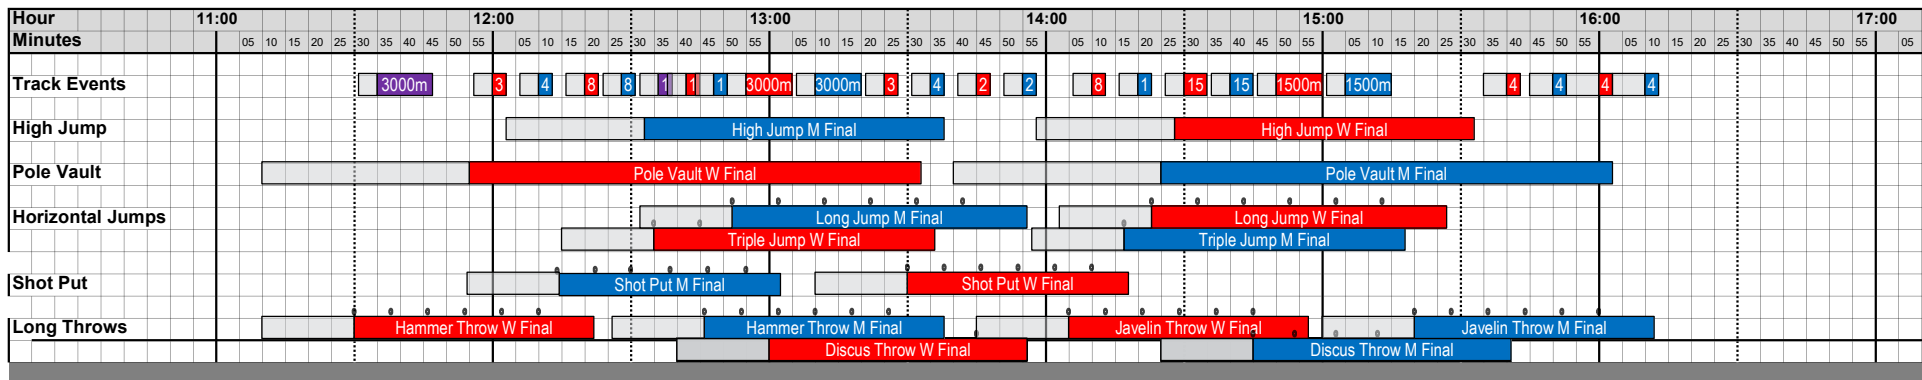 Hour 11:00 12:00 13:00 14:00 15:00 16:00 17:00
Minutes 05 10 15 20 25 30 35 40 45 50 55 05 10 15 20 25 30 35 40 45 50 55 05 10 15 20 25 30 35 40 45 50 55 05 10 15 20 25 30 35 40 45 50 55 05 10 15 20 25 30 35 40 45 50 55 05 10 15 20 25 30 35 40 45 50 55 05
Track Events 3000m 3 4 8 8 1 1 1 3000m 3000m 3 4 2 2 8 1 15 15 1500m 1500m 4 4 4 4
High Jump High Jump M Final High Jump W Final
Pole Vault Pole Vault W Final Pole Vault M Final
Horizontal Jumps Long Jump M Final Long Jump W Final
Triple Jump W Final Triple Jump M Final
Shot Put Shot Put M Final Shot Put W Final
Long Throws Hammer Throw W Final Hammer Throw M Final Javelin Throw W Final Javelin Throw M Final
Discus Throw W Final Discus Throw M Final